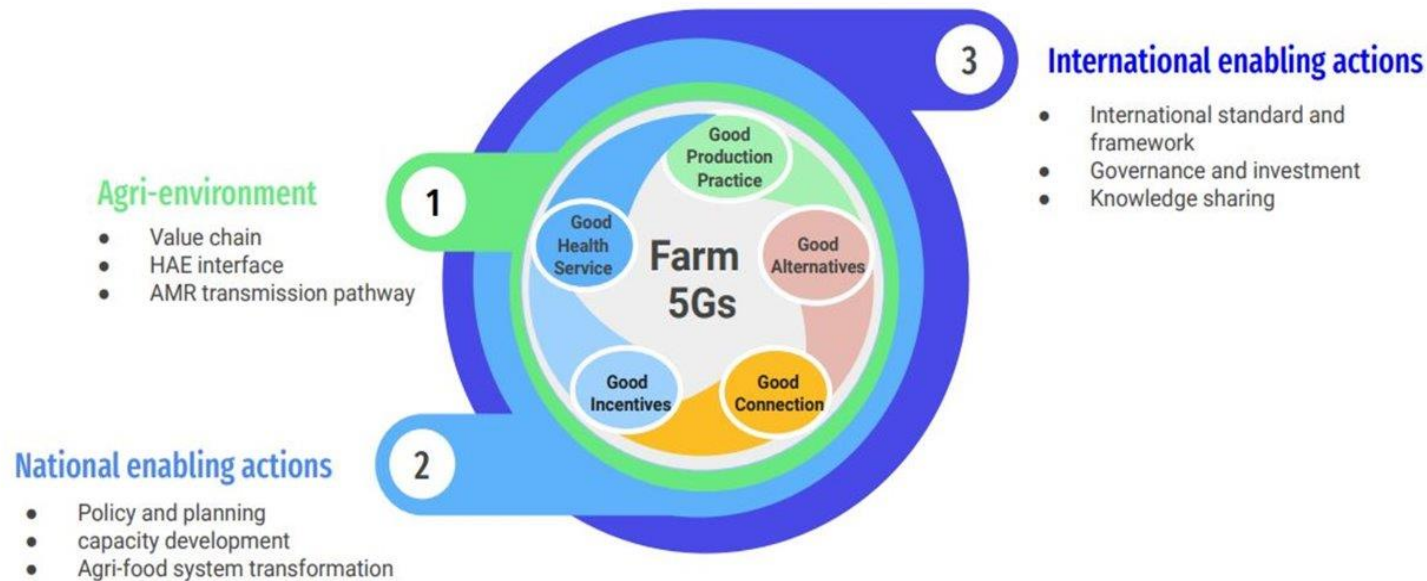 3
International enabling actions
● International standard and
framework
● Governance and investment
● Knowledge sharing
1
Agri-environment
● Value chain
● HAE interface
● AMR transmission pathway
Farm
5Gs
Good
Production
Practice
Good
Alternatives
Good
Connection
Good
Incentives
Good
Health
Service
2
National enabling actions
● Policy and planning
● capacity development
● Agri-food system transformation